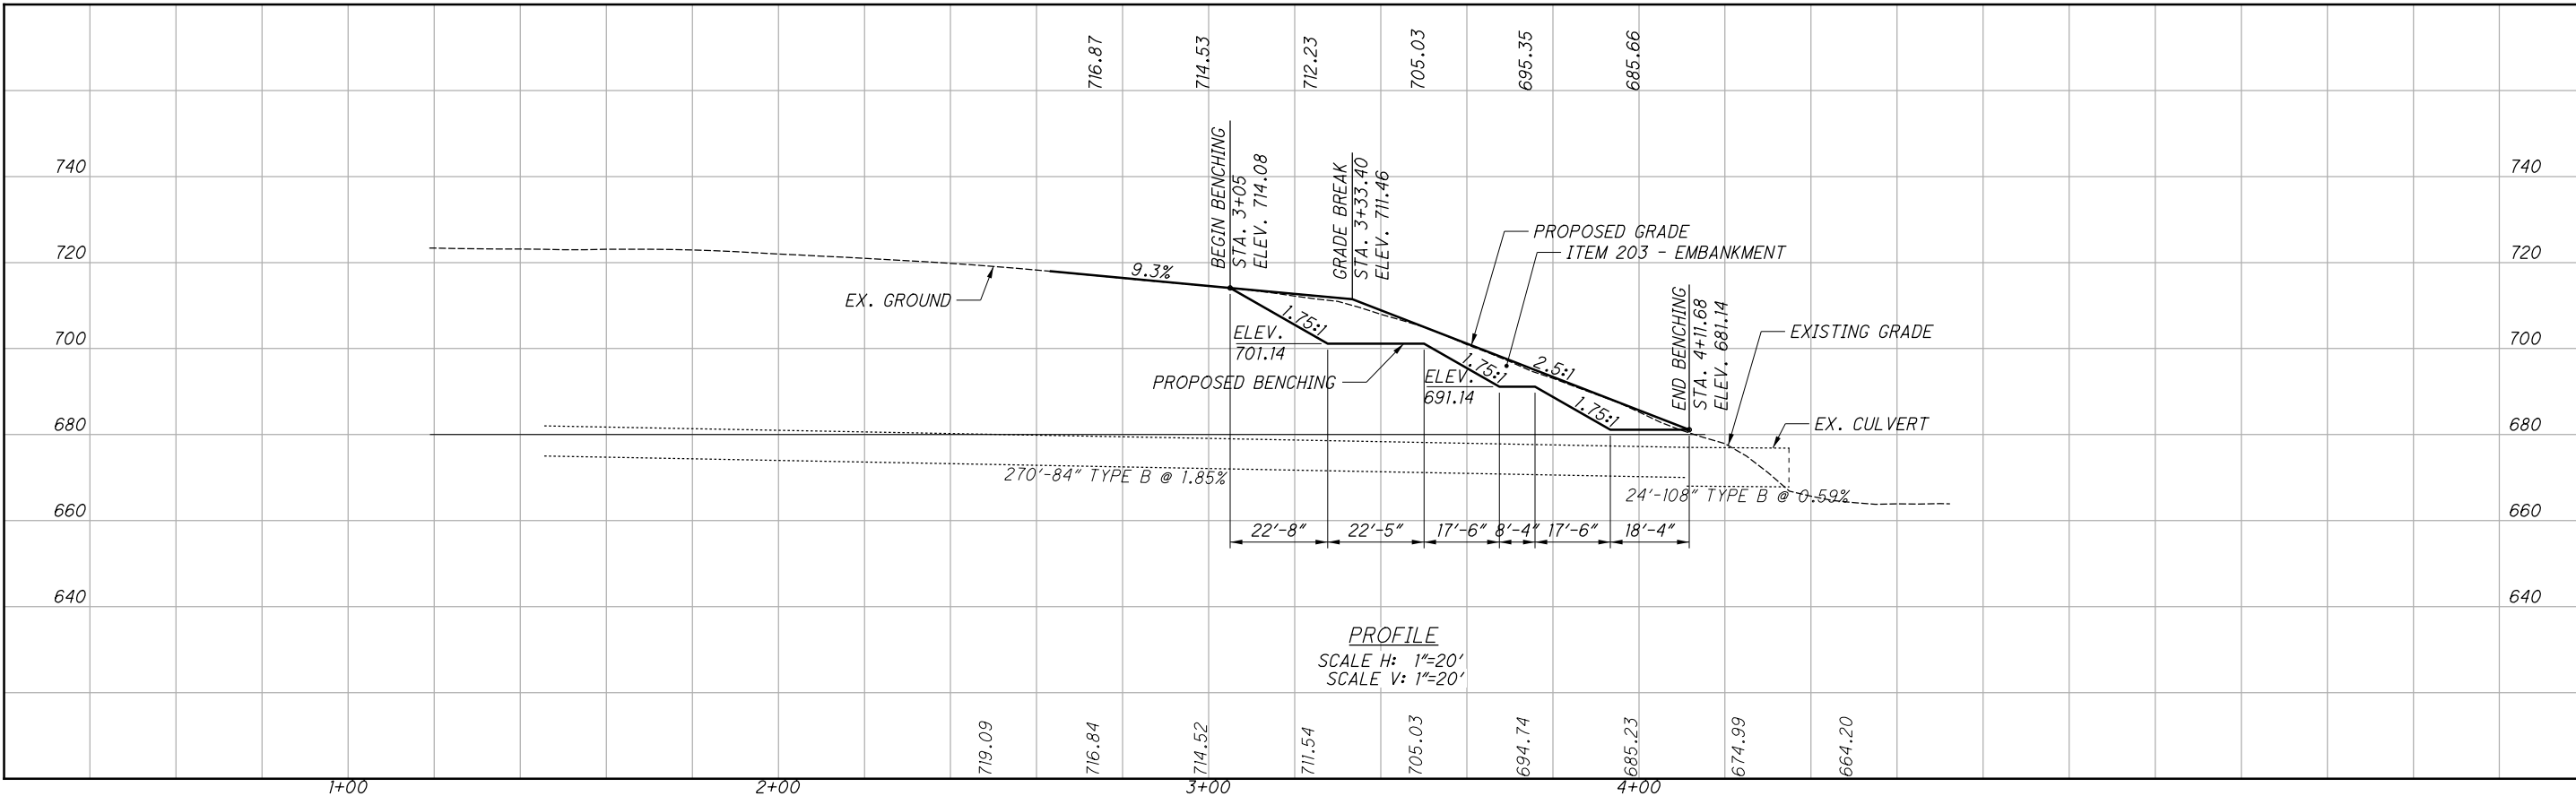 716.87
714.53
712.23
705.03
695.35
685.66
BEGIN BENCHING
STA. 3+05
ELEV. 714.08
GRADE BREAK
STA. 3+33.40
ELEV. 711.46
END BENCHING
STA. 4+11.68
ELEV. 681.14
740
720
700
680
660
640
740
720
700
680
660
640
9.3%
EX. GROUND
PROPOSED GRADE
ITEM 203 - EMBANKMENT
EXISTING GRADE
EX. CULVERT
1.75:1
ELEV.
701.14
PROPOSED BENCHING
1.75:1
2.5:1
ELEV.
691.14
1.75:1
270'-84" TYPE B @ 1.85%
24'-108" TYPE B @ 0.59%
22'-8"
22'-5"
17'-6"
8'-4"
17'-6"
18'-4"
PROFILE
SCALE H: 1"=20'
SCALE V: 1"=20'
719.09
716.84
714.52
711.54
705.03
694.74
685.23
674.99
664.20
1+00
2+00
3+00
4+00